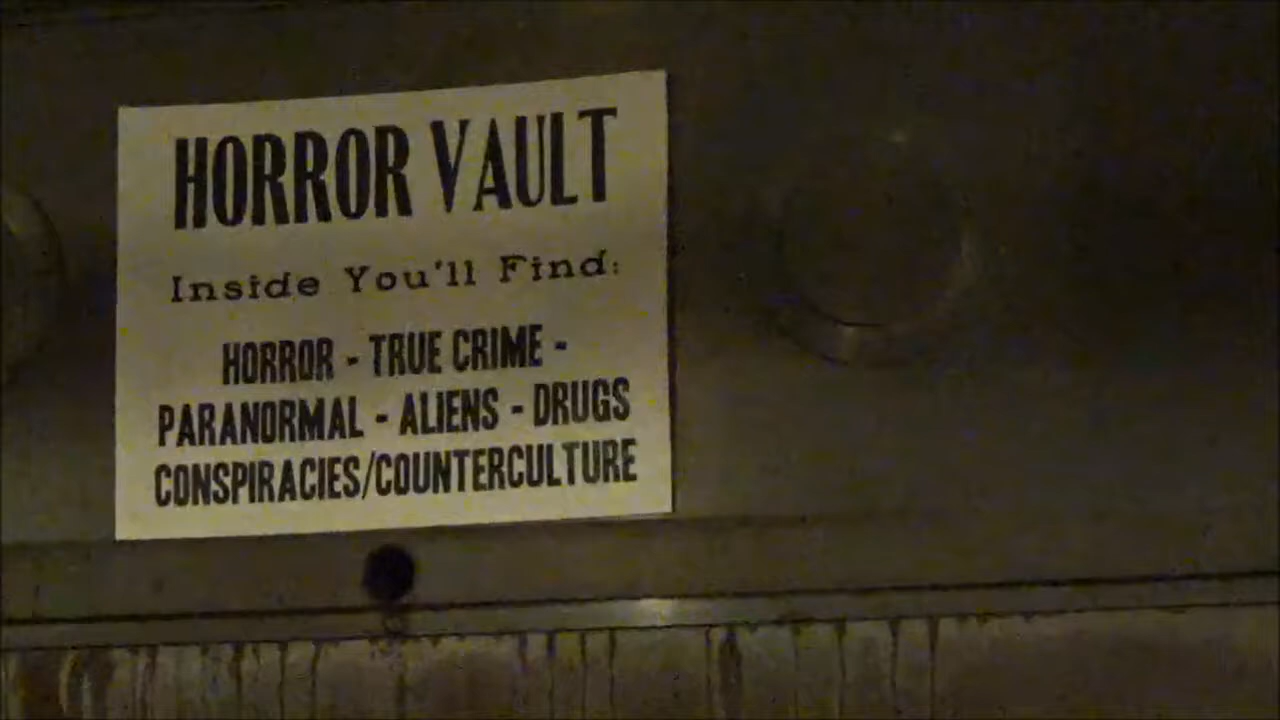 HORROR VAULT
Inside You'll Find:
HORROR - TRUE CRIME -
PARANORMAL - ALIENS - DRUGS
CONSPIRACIES/COUNTERCULTURE